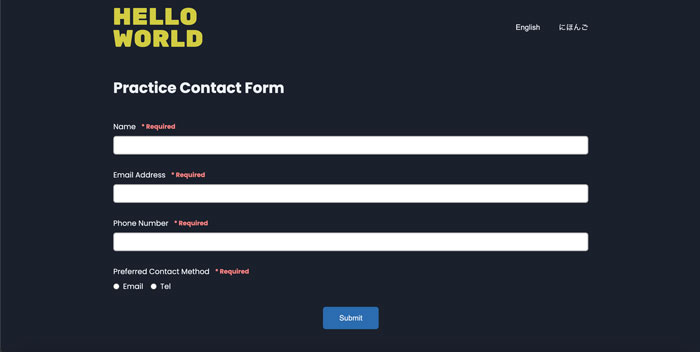 HELLO
WORLD
English にほんご
Practice Contact Form
Name * Required
Email Address * Required
Phone Number * Required
Preferred Contact Method * Required
Email Tel
Submit